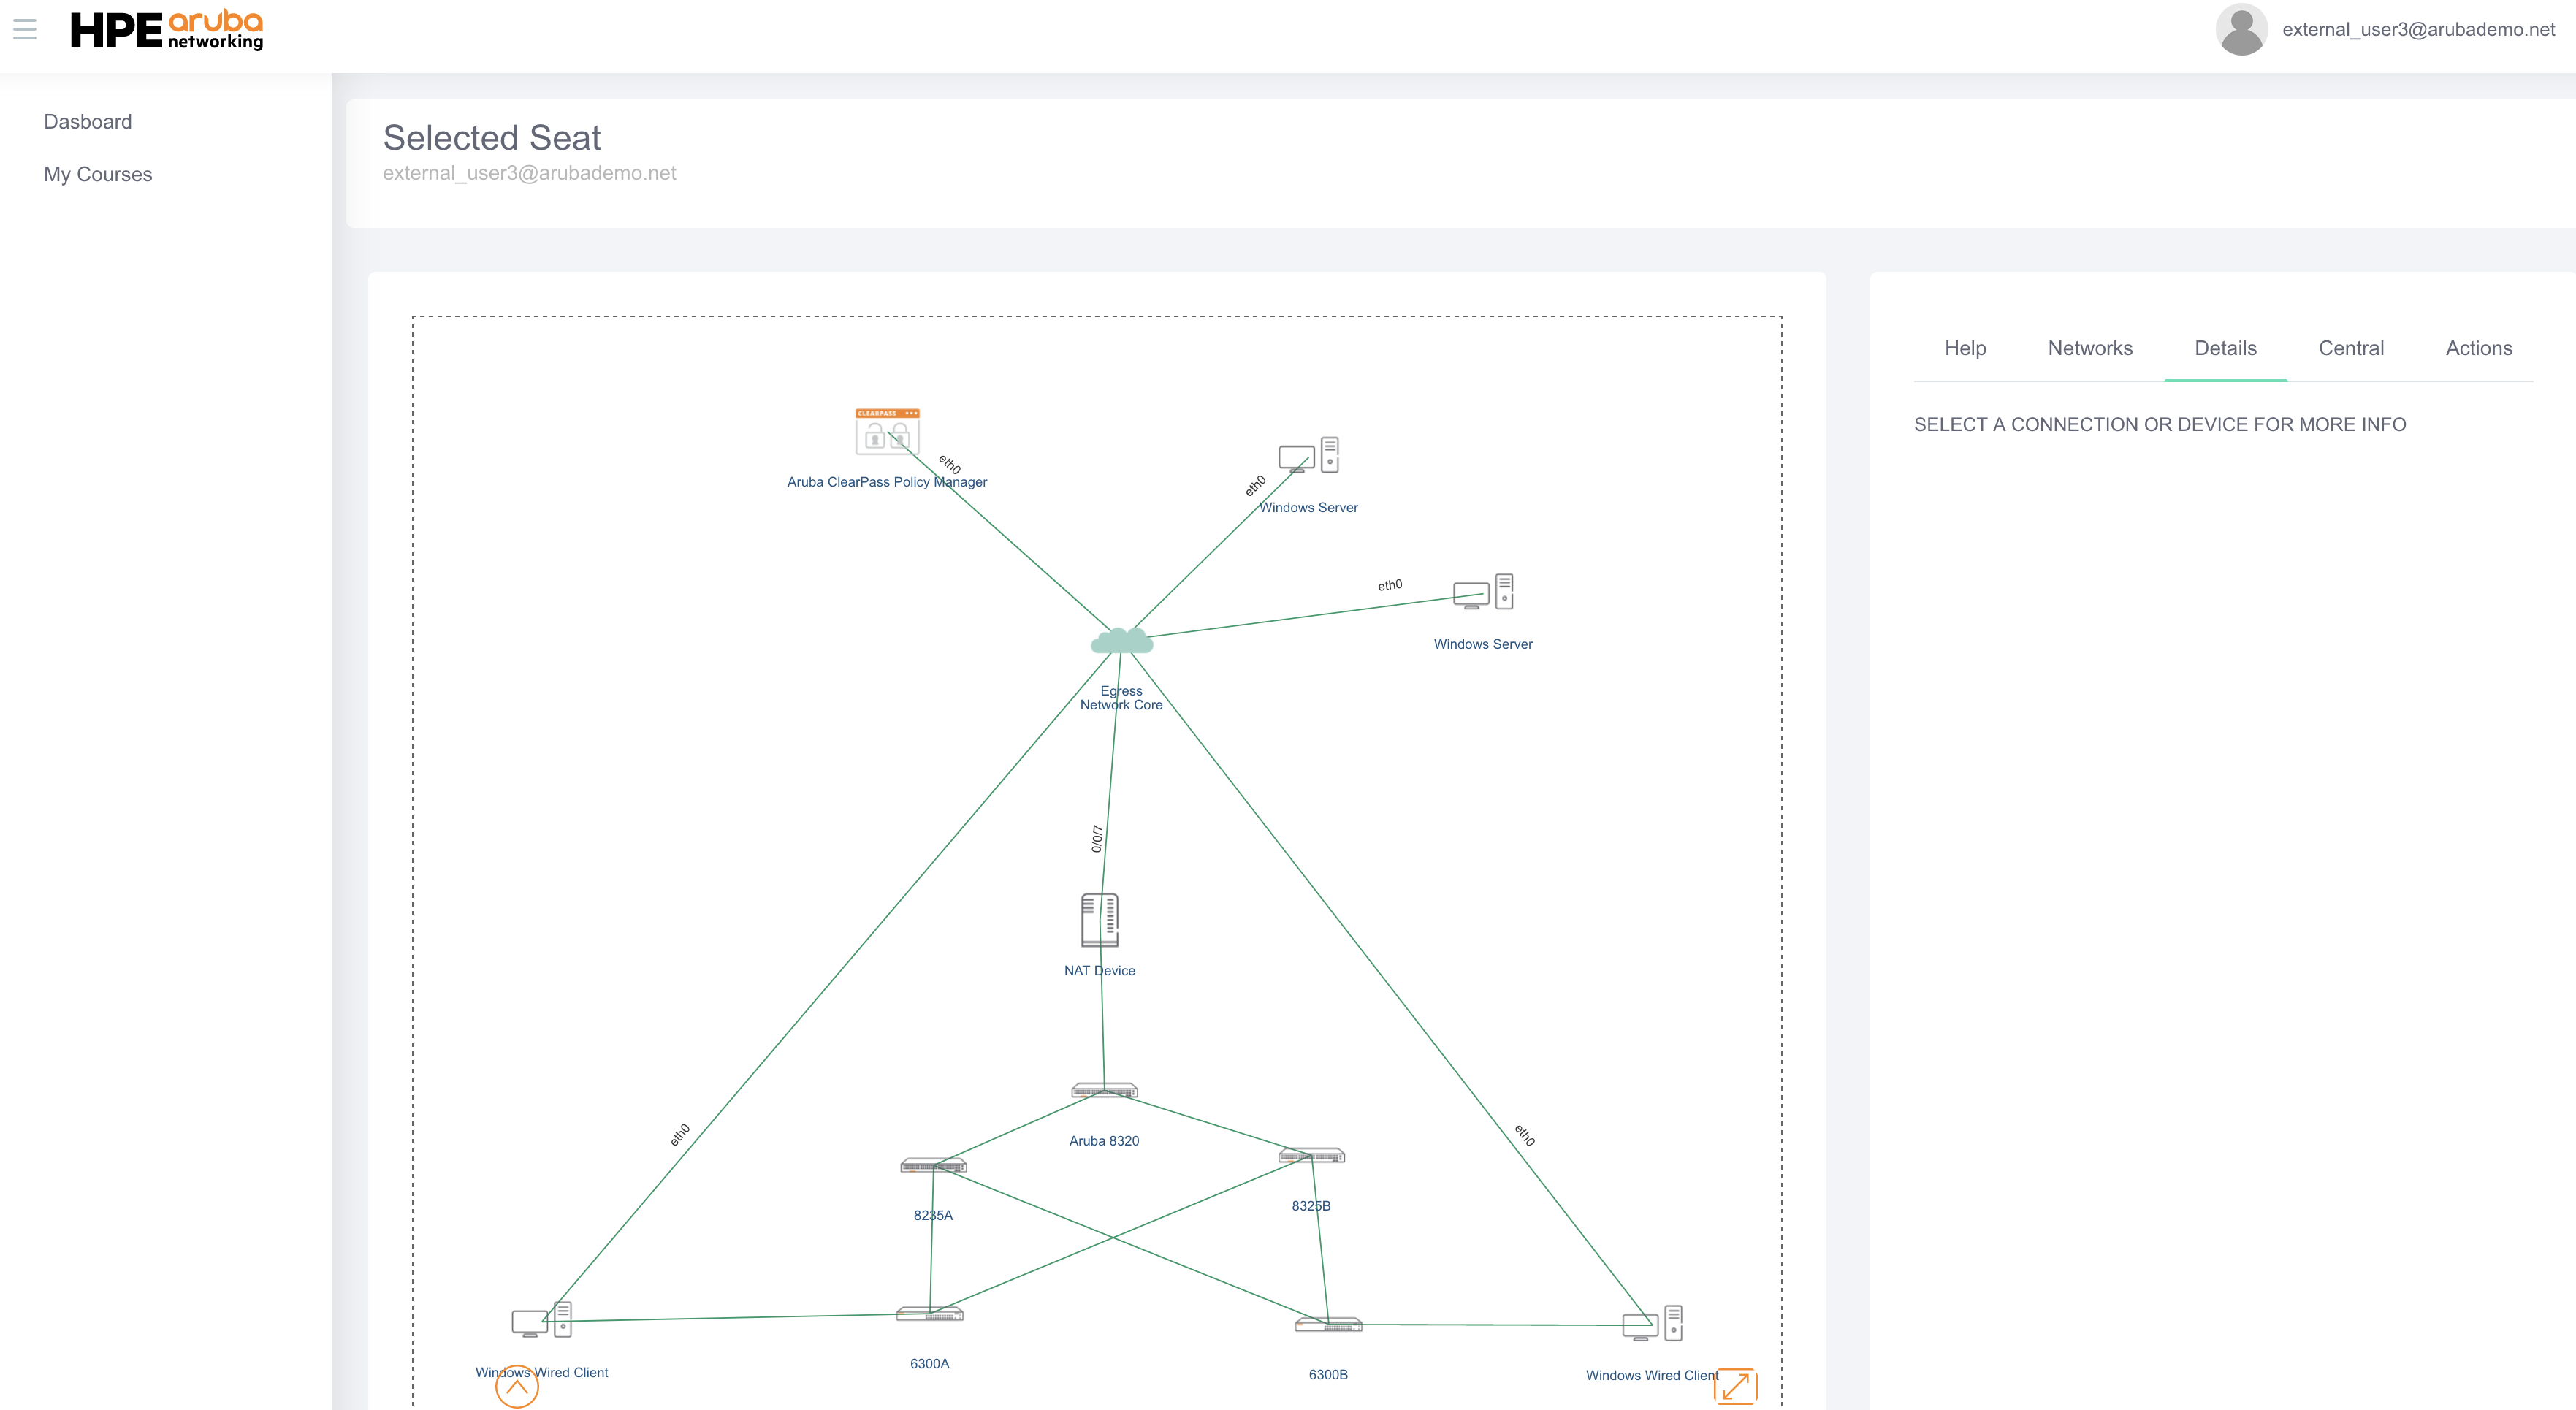 HPE aruba
networking
external_user3@arubademo.net
Dasboard
My Courses
Selected Seat
external_user3@arubademo.net
Help
Networks
Details
Central
Actions
SELECT A CONNECTION OR DEVICE FOR MORE INFO
CLEARPASS
eth0
Aruba ClearPass Policy Manager
eth0
Windows Server
eth0
Windows Server
Egress
Network Core
0/0/7
NAT Device
eth0
eth0
Aruba 8320
8235A
8325B
Windows Wired Client
6300A
6300B
Windows Wired Client